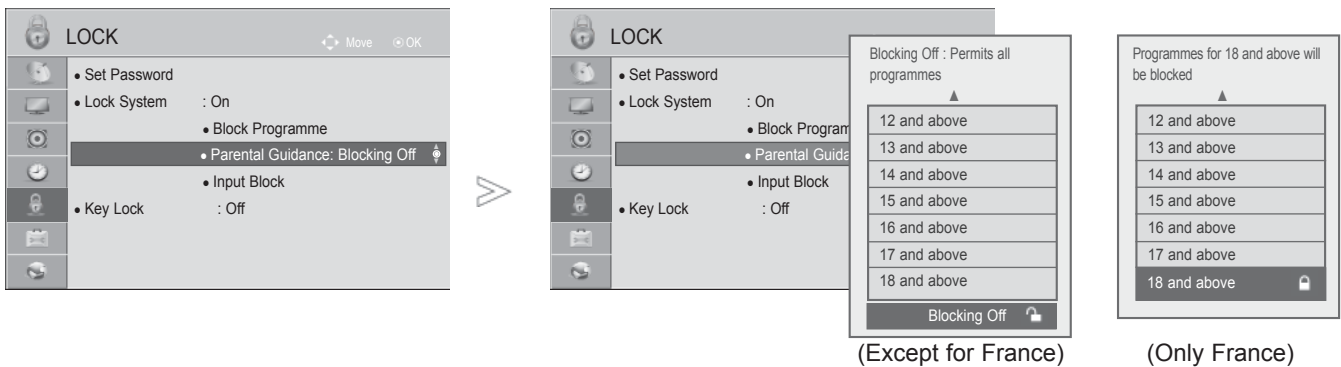 LOCK
Move OK
• Set Password
• Lock System : On
• Block Programme
• Parental Guidance: Blocking Off
• Input Block
• Key Lock : Off
LOCK
• Set Password
• Lock System : On
• Block Program
• Parental Guida
• Input Block
• Key Lock : Off
Blocking Off : Permits all
programmes
12 and above
13 and above
14 and above
15 and above
16 and above
17 and above
18 and above
Blocking Off
(Except for France)
Programmes for 18 and above will
be blocked
12 and above
13 and above
14 and above
15 and above
16 and above
17 and above
18 and above
(Only France)